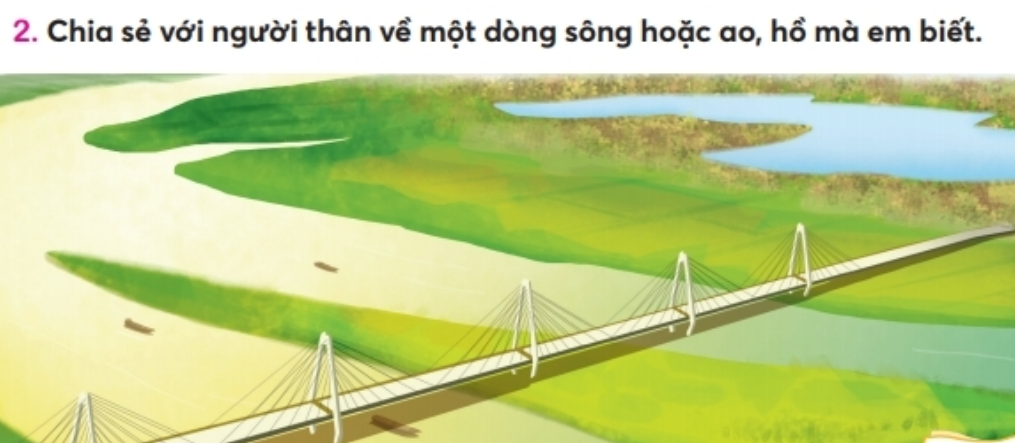 2. Chia sẻ với người thân về một dòng sông hoặc ao, hồ mà em biết.